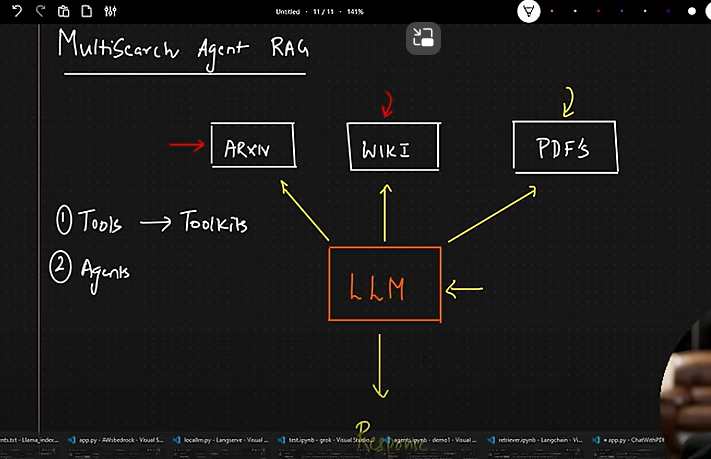 Untitled · 11 / 11 · 141%
MultiSearch Agent RAG
ARXIV
WIKI
PDF'S
① Tools → Toolkits
② Agents
LLM
Response
nts.txt - Llama_index...
app.py - AWsbedrock - Visual S...
localllm.py - Langserve - Visual ...
test.ipynb - grok - Visual Studio...
agents.ipynb - demo1 - Visual ...
retriever.ipynb - Langchain - Vi...
● app.py - ChatWithPD